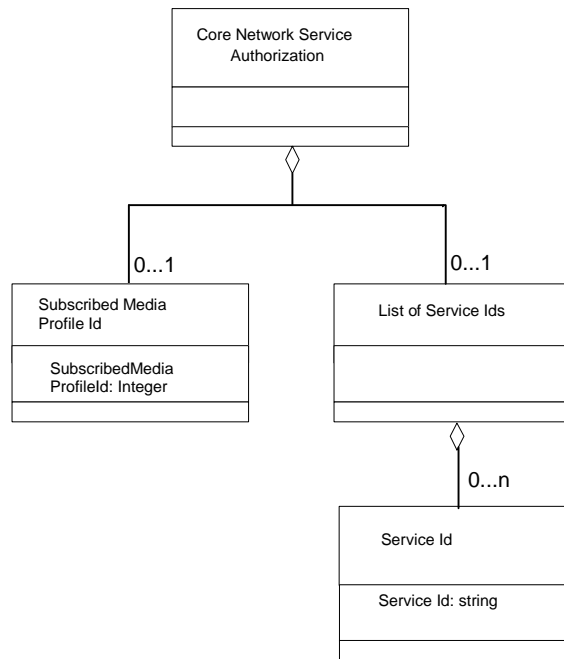 Core Network Service
Authorization
0...1
0...1
Subscribed Media
Profile Id
List of Service Ids
SubscribedMedia
ProfileId: Integer
0...n
Service Id
Service Id: string